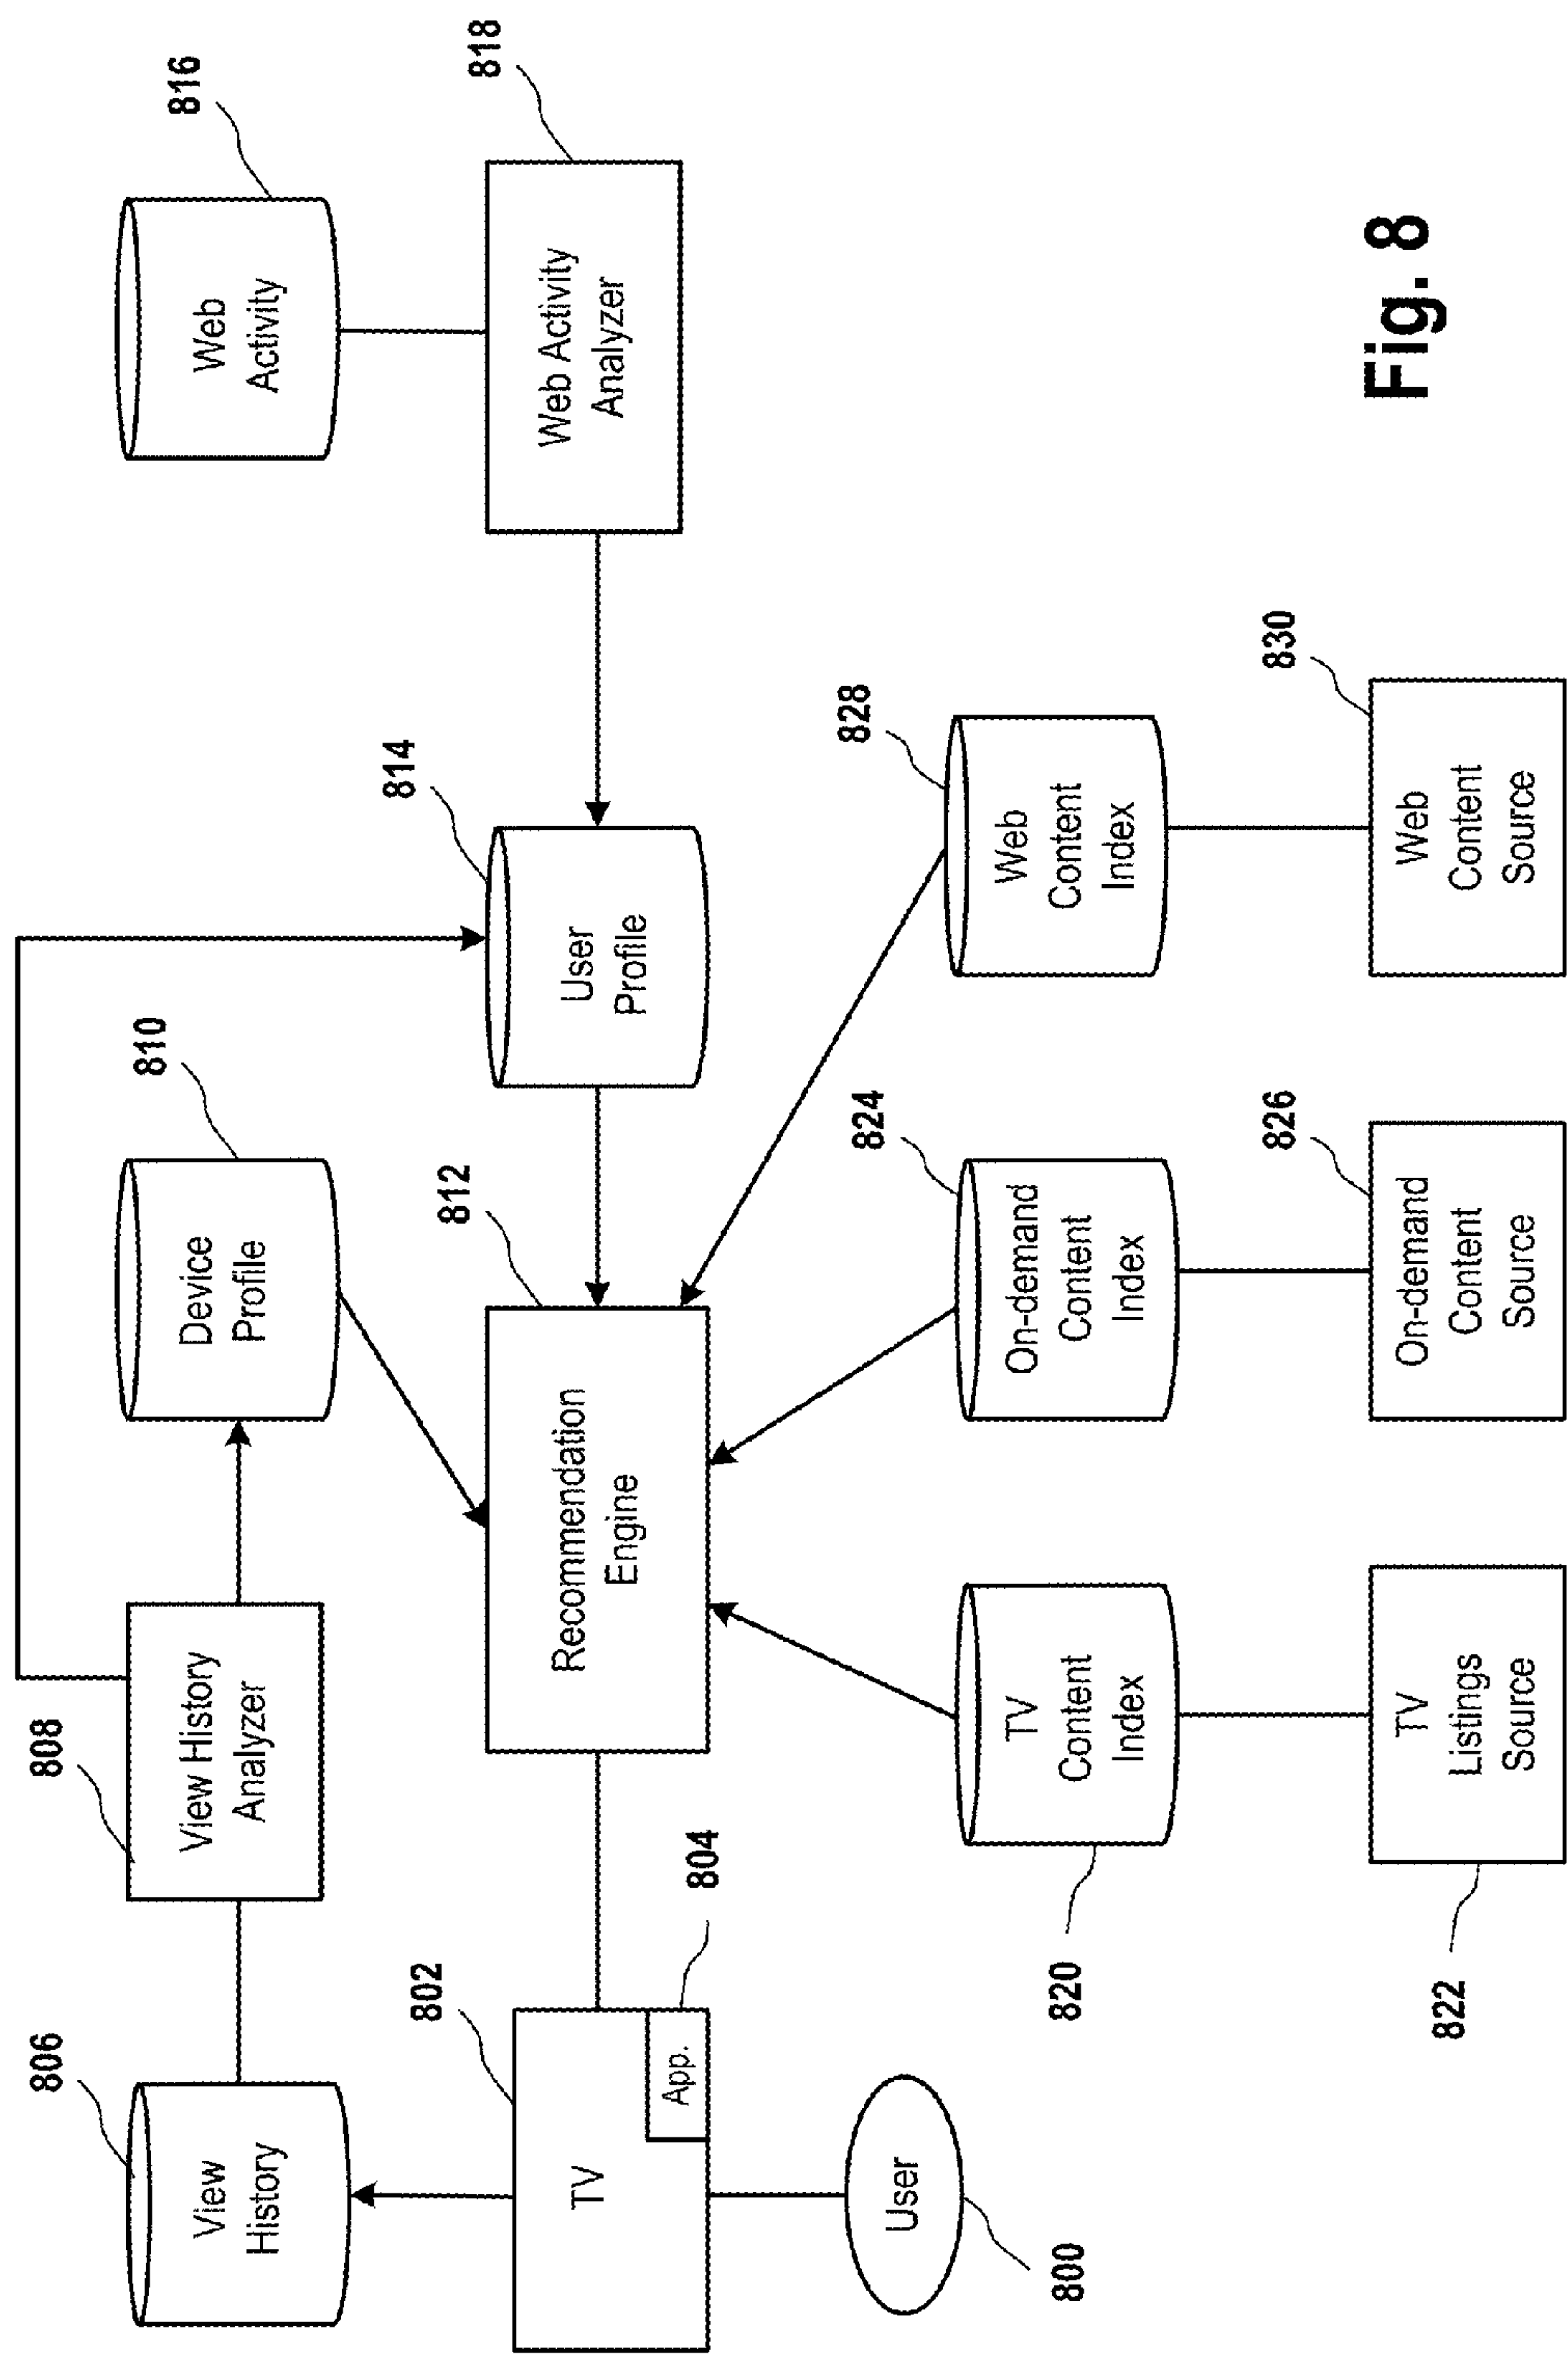 806
View
History
808
View History
Analyzer
810
Device
Profile
816
Web
Activity
802
TV
App.
804
812
Recommendation
Engine
814
User
Profile
818
Web Activity
Analyzer
User
800
820
TV
Content
Index
824
On-demand
Content
Index
828
Web
Content
Index
822
TV
Listings
Source
826
On-demand
Content
Source
830
Web
Content
Source
Fig. 8